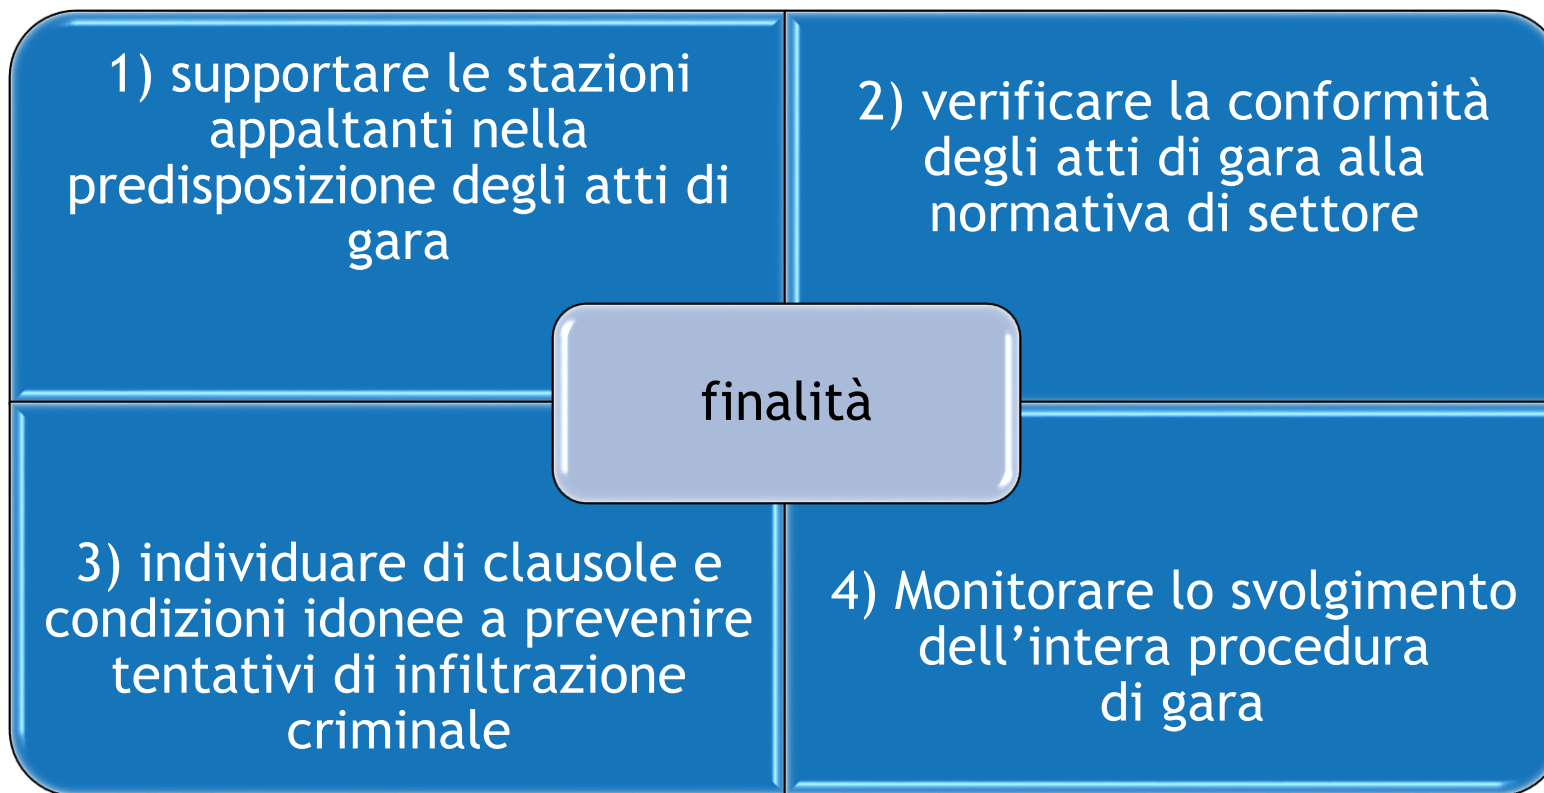 1) supportare le stazioni
appaltanti nella
predisposizione degli atti di
gara
2) verificare la conformità
degli atti di gara alla
normativa di settore
finalità
3) individuare di clausole e
condizioni idonee a prevenire
tentativi di infiltrazione
criminale
4) Monitorare lo svolgimento
dell’intera procedura
di gara